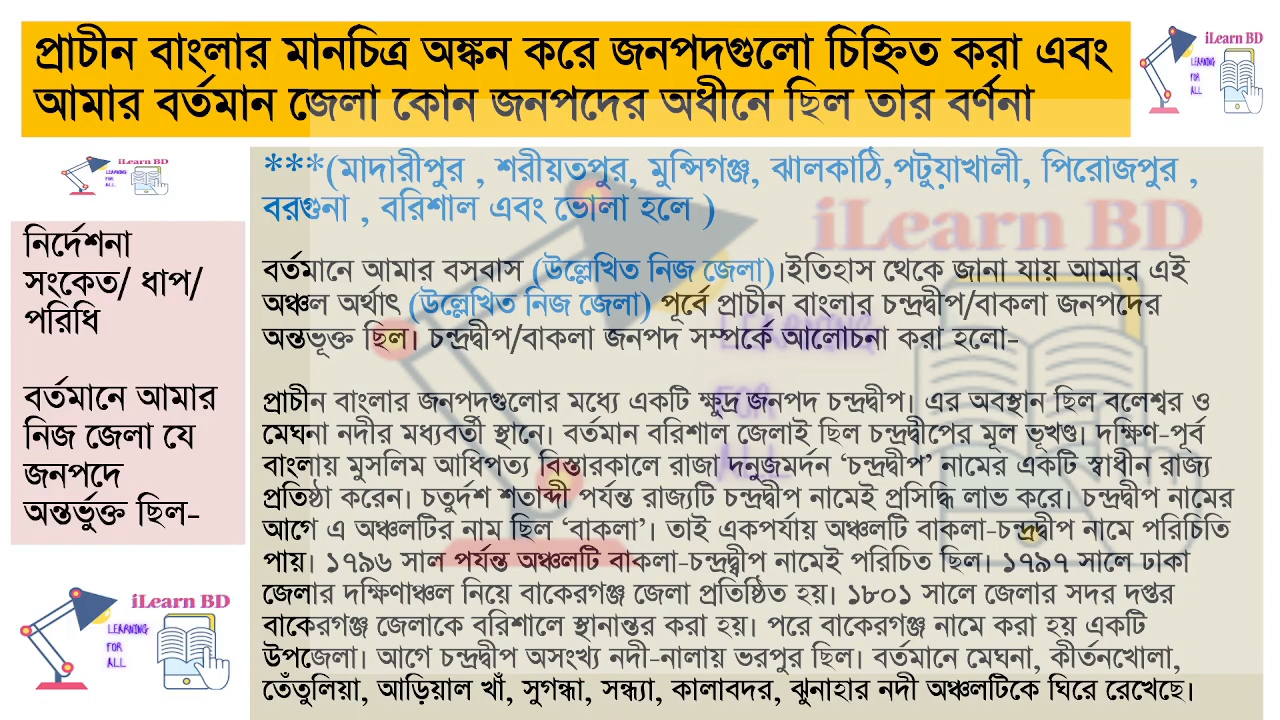 প্রাচীন বাংলার মানচিত্র অঙ্কন করে জনপদগুলো চিহ্নিত করা এবং
আমার বর্তমান জেলা কোন জনপদের অধীনে ছিল তার বর্ণনা
iLearn BD
LEARNING
FOR
ALL
iLearn BD
LEARNING
FOR
ALL
নির্দেশনা
সংকেত/ ধাপ/
পরিধি
বর্তমানে আমার
নিজ জেলা যে
জনপদে
অন্তর্ভুক্ত ছিল-
iLearn BD
LEARNING
FOR
ALL
***(মাদারীপুর , শরীয়তপুর, মুন্সিগঞ্জ, ঝালকাঠি,পটুয়াখালী, পিরোজপুর ,
বরগুনা , বরিশাল এবং ভোলা হলে )
বর্তমানে আমার বসবাস (উল্লেখিত নিজ জেলা)।ইতিহাস থেকে জানা যায় আমার এই
অঞ্চল অর্থাৎ (উল্লেখিত নিজ জেলা) পূর্বে প্রাচীন বাংলার চন্দ্রদ্বীপ/বাকলা জনপদের
অন্তভূক্ত ছিল। চন্দ্রদ্বীপ/বাকলা জনপদ সম্পর্কে আলোচনা করা হলো-
প্রাচীন বাংলার জনপদগুলোর মধ্যে একটি ক্ষুদ্র জনপদ চন্দ্রদ্বীপ। এর অবস্থান ছিল বলেশ্বর ও
মেঘনা নদীর মধ্যবর্তী স্থানে। বর্তমান বরিশাল জেলাই ছিল চন্দ্রদ্বীপের মূল ভূখণ্ড। দক্ষিণ-পূর্ব
বাংলায় মুসলিম আধিপত্য বিস্তারকালে রাজা দনুজমর্দন ‘চন্দ্রদ্বীপ’ নামের একটি স্বাধীন রাজ্য
প্রতিষ্ঠা করেন। চতুর্দশ শতাব্দী পর্যন্ত রাজ্যটি চন্দ্রদ্বীপ নামেই প্রসিদ্ধি লাভ করে। চন্দ্রদ্বীপ নামের
আগে এ অঞ্চলটির নাম ছিল ‘বাকলা’। তাই একপর্যায় অঞ্চলটি বাকলা-চন্দ্রদ্বীপ নামে পরিচিতি
পায়। ১৭৯৬ সাল পর্যন্ত অঞ্চলটি বাকলা-চন্দ্রদ্বীপ নামেই পরিচিত ছিল। ১৭৯৭ সালে ঢাকা
জেলার দক্ষিণাঞ্চল নিয়ে বাকেরগঞ্জ জেলা প্রতিষ্ঠিত হয়। ১৮০১ সালে জেলার সদর দপ্তর
বাকেরগঞ্জ জেলাকে বরিশালে স্থানান্তর করা হয়। পরে বাকেরগঞ্জ নামে করা হয় একটি
উপজেলা। আগে চন্দ্রদ্বীপ অসংখ্য নদী-নালায় ভরপুর ছিল। বর্তমানে মেঘনা, কীর্তনখোলা,
তেঁতুলিয়া, আড়িয়াল খাঁ, সুগন্ধা, সন্ধ্যা, কালাবদর, ঝুনাহার নদী অঞ্চলটিকে ঘিরে রেখেছে।
iLearn BD
LEARNING
FOR
ALL